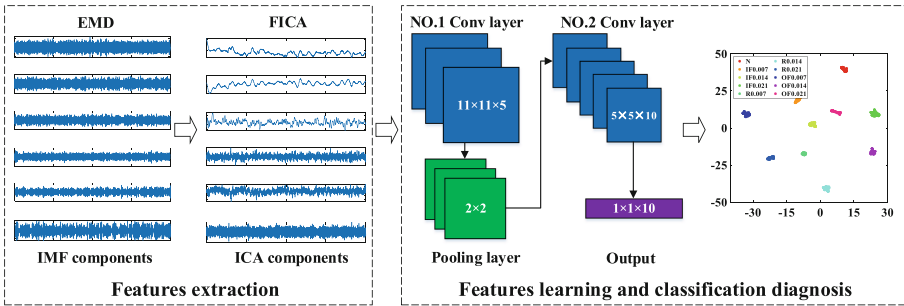 EMD
FICA
IMF components
ICA components
Features extraction
NO.1 Conv layer
NO.2 Conv layer
11×11×5
5×5×10
2×2
1×1×10
Pooling layer
Output
50
25
0
-25
-50
-30
-15
0
15
30
N
IF0.007
IF0.014
IF0.021
R0.007
R0.014
R0.021
OF0.007
OF0.014
OF0.021
Features learning and classification diagnosis